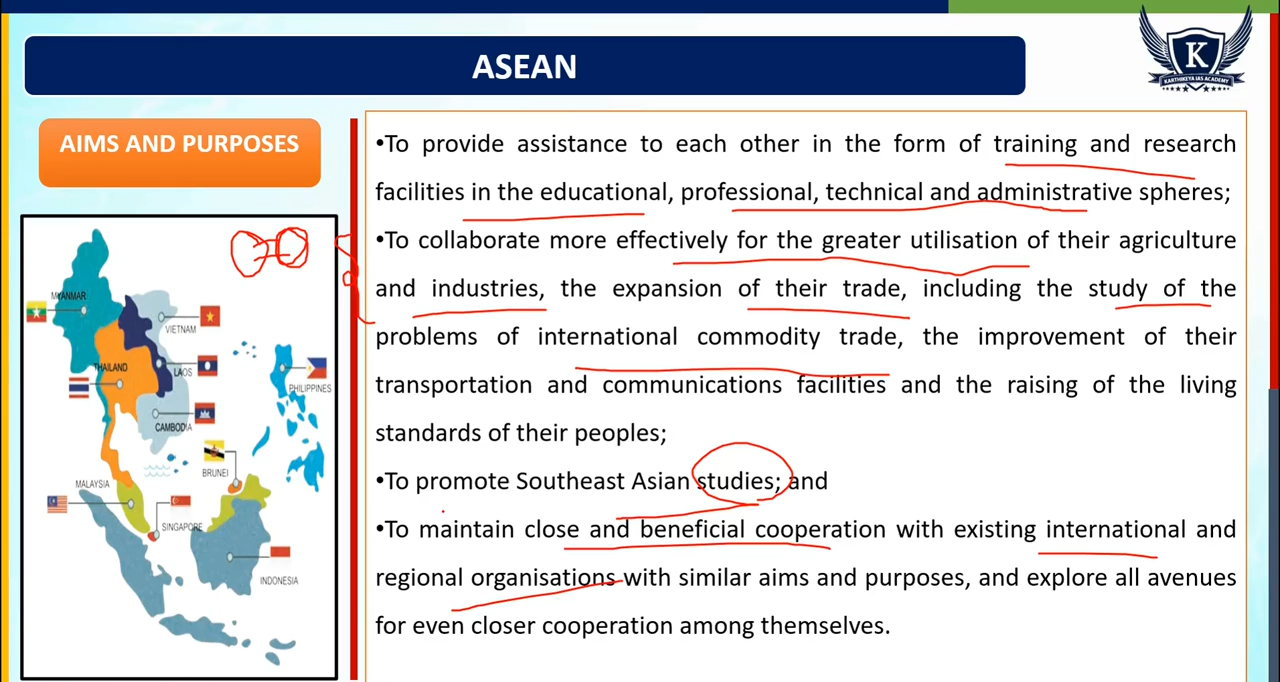 ASEAN
K
KARTHIKEYA IAS ACADEMY
AIMS AND PURPOSES
•To provide assistance to each other in the form of training and research
facilities in the educational, professional, technical and administrative spheres;
•To collaborate more effectively for the greater utilisation of their agriculture
and industries, the expansion of their trade, including the study of the
problems of international commodity trade, the improvement of their
transportation and communications facilities and the raising of the living
standards of their peoples;
•To promote Southeast Asian studies; and
•To maintain close and beneficial cooperation with existing international and
regional organisations with similar aims and purposes, and explore all avenues
for even closer cooperation among themselves.
MYANMAR
VIETNAM
THAILAND
LAOS
PHILIPPINES
CAMBODIA
BRUNEI
MALAYSIA
SINGAPORE
INDONESIA